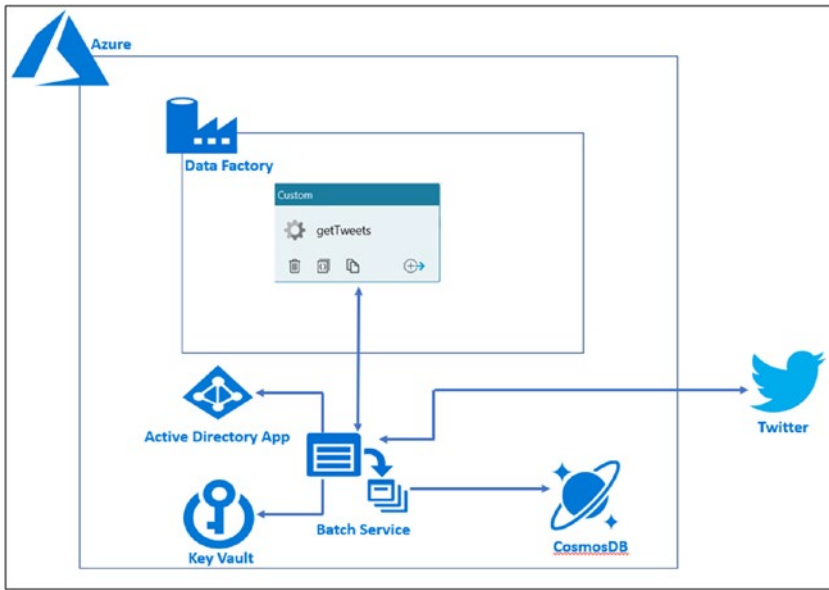 Azure
Data Factory
Custom
getTweets
Active Directory App
Twitter
Batch Service
CosmosDB
Key Vault